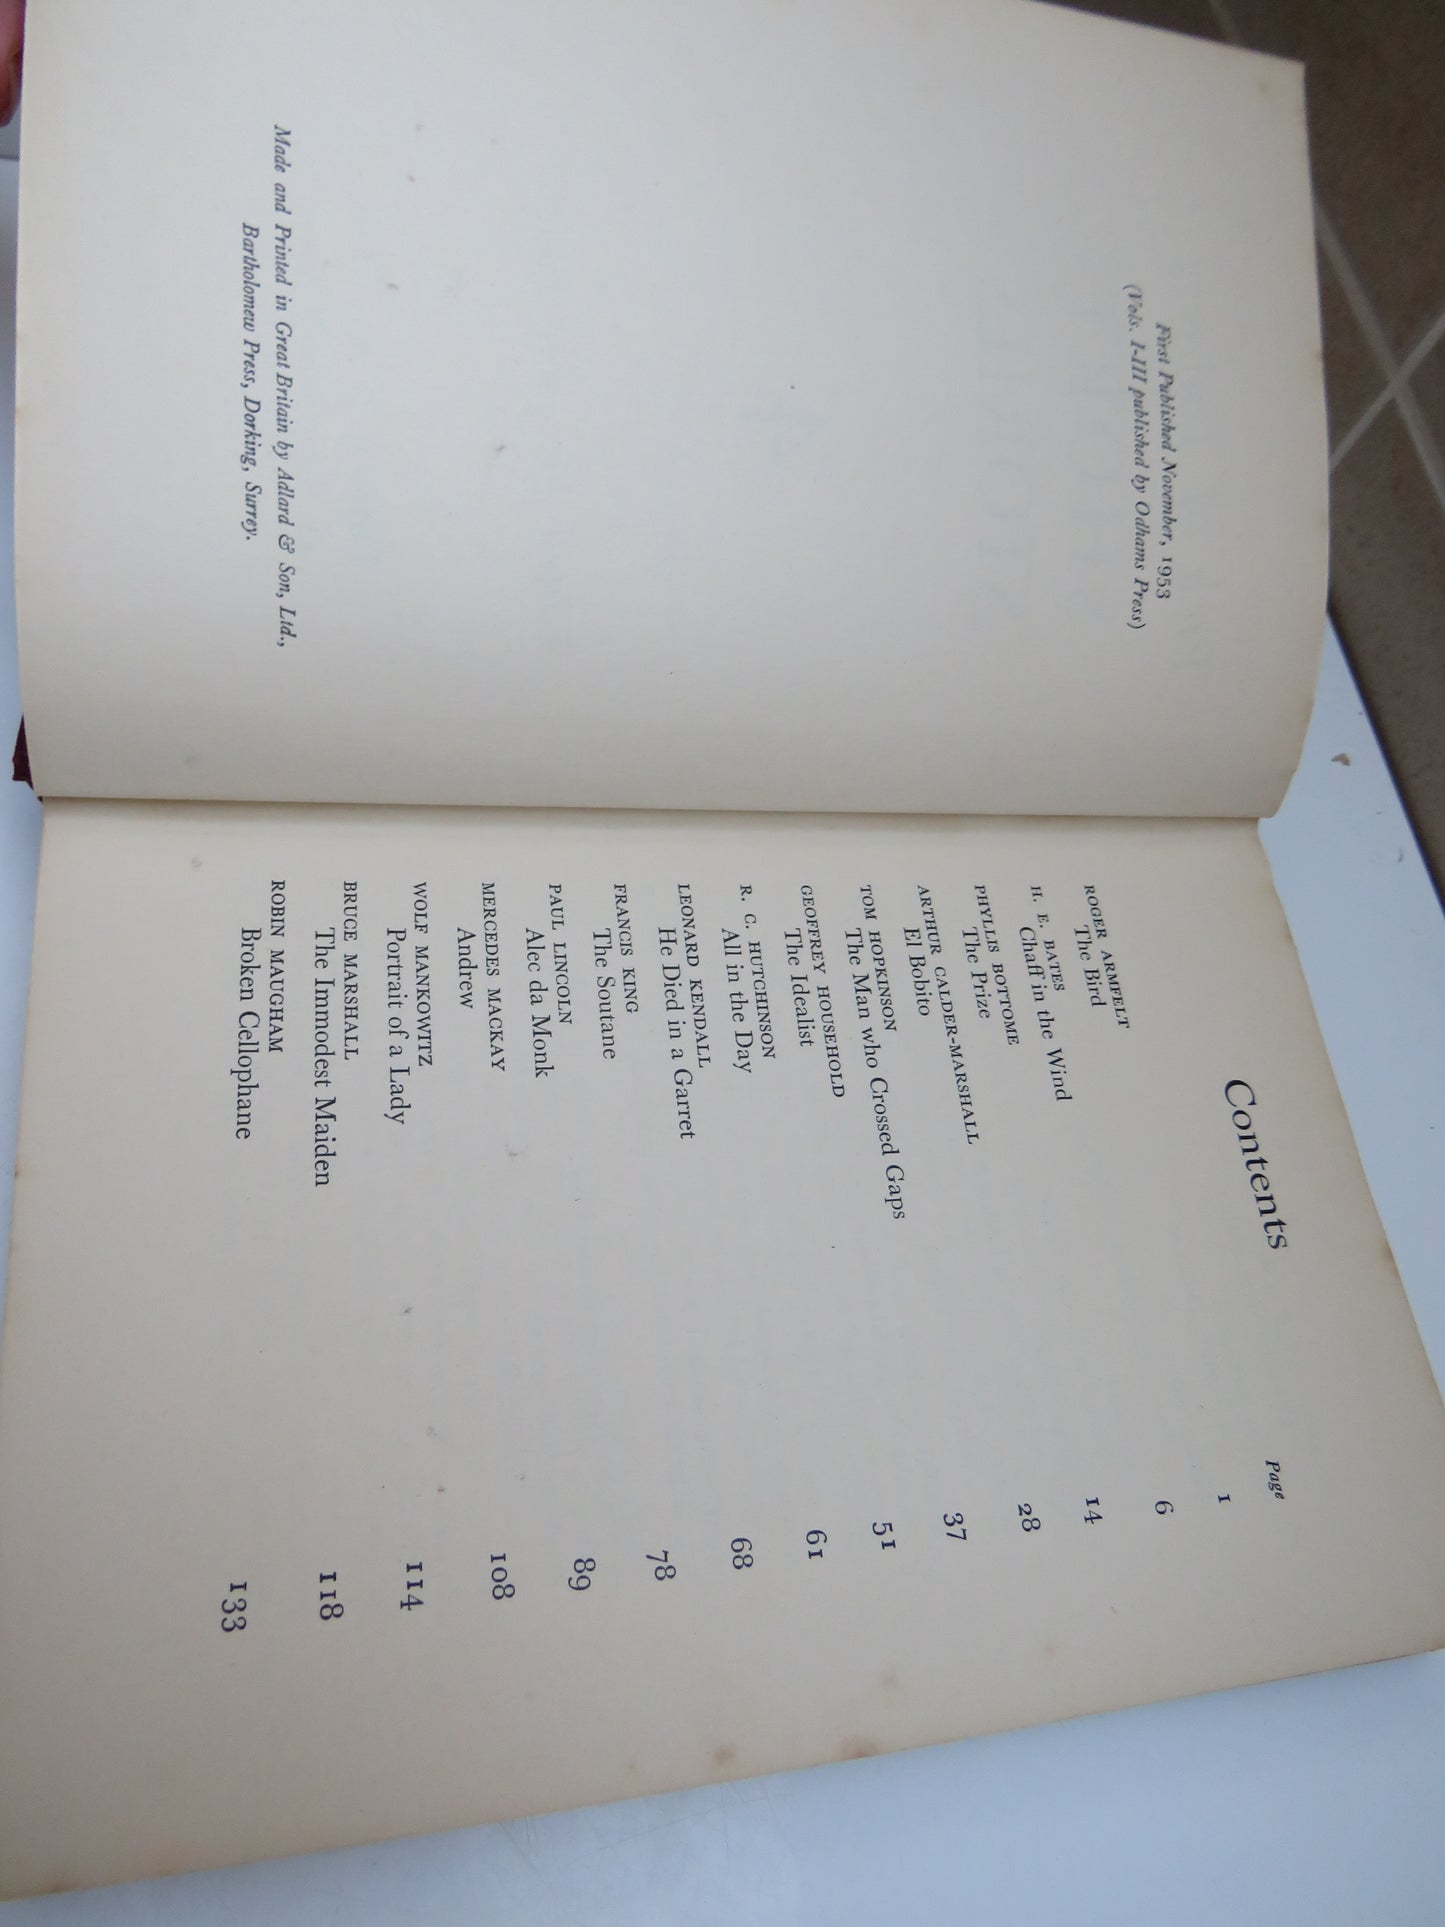 First Published November, 1953
(Vols. I-III published by Odhams Press)
Made and Printed in Great Britain by Adlard & Son, Ltd.,
Bartholomew Press, Dorking, Surrey.
Contents
Page
ROGER ARMFELT
The Bird 1
H. E. BATES
Chaff in the Wind 6
PHYLLIS BOTTOME
The Prize 14
ARTHUR CALDER-MARSHALL
El Bobito 28
TOM HOPKINSON
The Man who Crossed Gaps 37
GEOFFREY HOUSEHOLD
The Idealist 51
R. C. HUTCHINSON
All in the Day 61
LEONARD KENDALL
He Died in a Garret 68
FRANCIS KING
The Soutane 78
PAUL LINCOLN
Alec da Monk 89
MERCEDES MACKAY
Andrew 108
WOLF MANKOWITZ
Portrait of a Lady 114
BRUCE MARSHALL
The Immodest Maiden 118
ROBIN MAUGHAM
Broken Cellophane 133